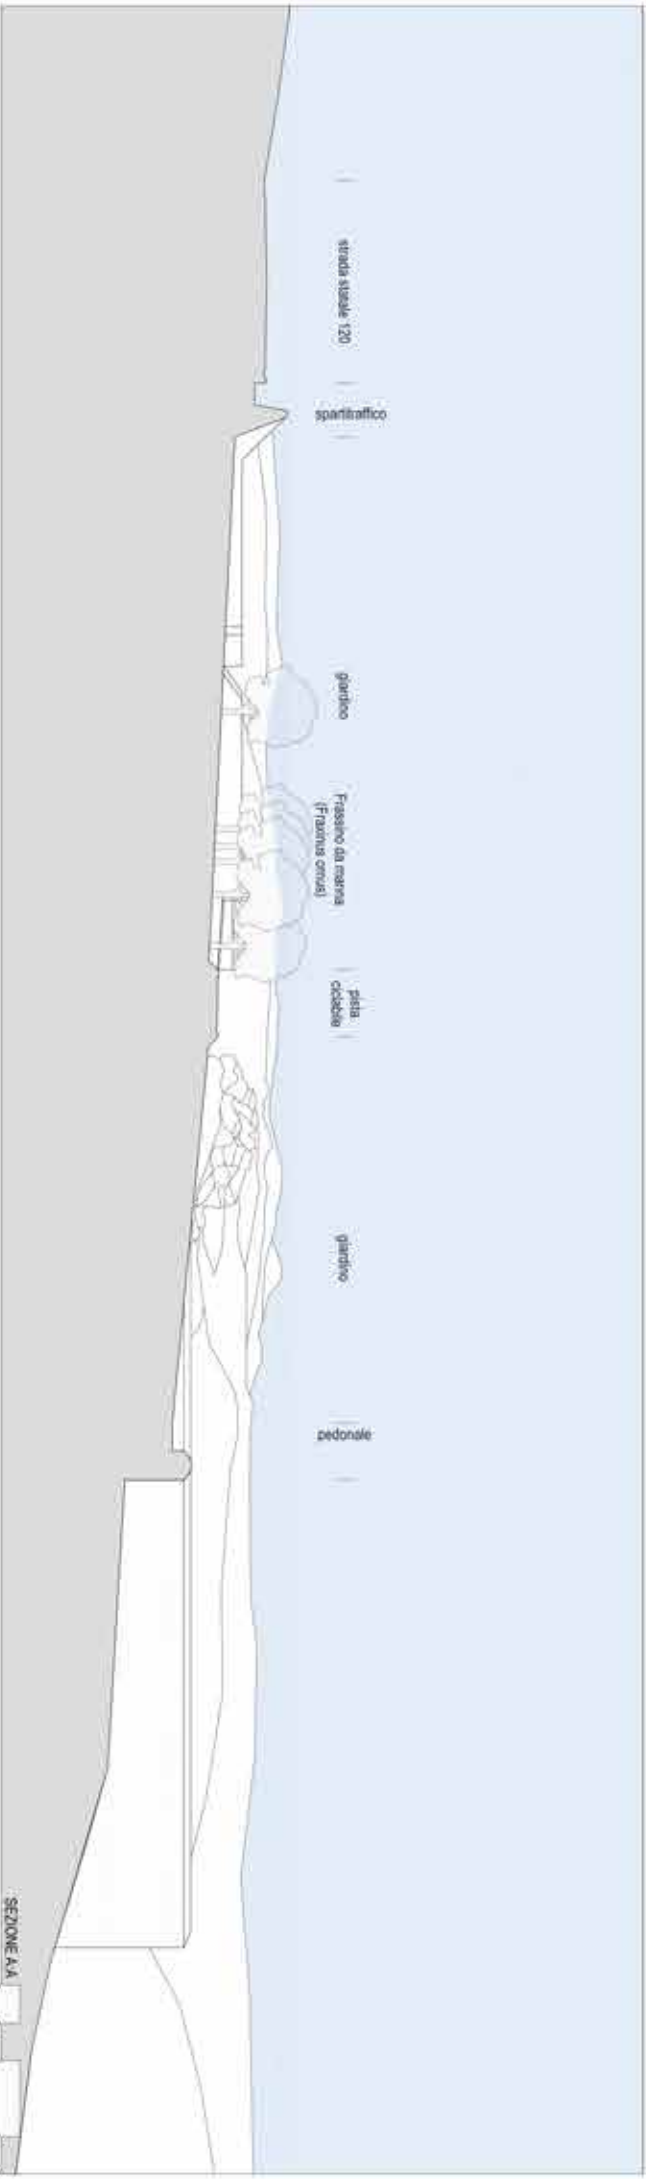 strada statale 120
spartitraffico
giardino
Frassino da manna
(Fraxinus ornus)
pista
ciclabile
giardino
pedonale
SEZIONE A-A